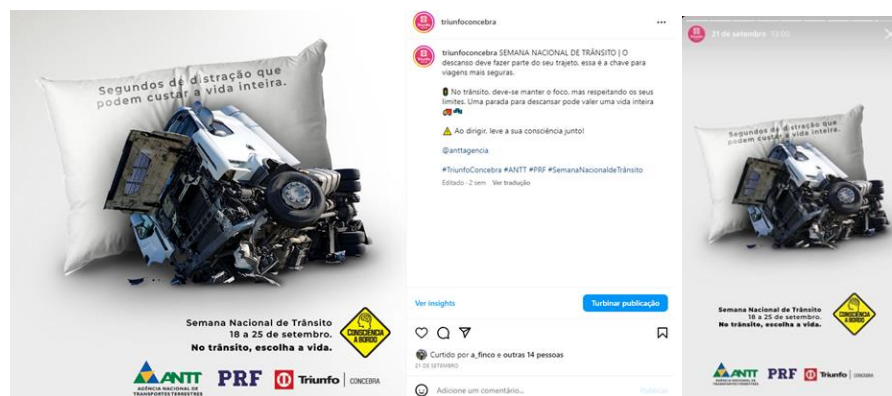 Segundos de distração que
podem custar a vida inteira.
Semana Nacional de Trânsito
18 a 25 de setembro.
No trânsito, escolha a vida.
CONSCIÊNCIA
A BORDO
ANTT
AGÊNCIA NACIONAL DE
TRANSPORTES TERRESTRES
PRF
Triunfo | CONCEBRA
triunfoconcebra
triunfoconcebra SEMANA NACIONAL DE TRÂNSITO | O
descanso deve fazer parte do seu trajeto, essa é a chave para
viagens mais seguras.
🚦 No trânsito, deve-se manter o foco, mas respeitando os seus
limites. Uma parada para descansar pode valer uma vida inteira
⚠️ Ao dirigir, leve a sua consciência junto!
@anttagencia
#TriunfoConcebra #ANTT #PRF #SemanaNacionaldeTrânsito
Editado · 2 sem Ver tradução
Ver insights
Turbinar publicação
Curtido por a_finco e outras 14 pessoas
21 DE SETEMBRO
Adicione um comentário...
Publicar
21 de setembro 13:00
Segundos de distração que
podem custar a vida inteira.
Semana Nacional de Trânsito
18 a 25 de setembro.
No trânsito, escolha a vida.
CONSCIÊNCIA
A BORDO
ANTT
PRF
Triunfo | CONCEBRA